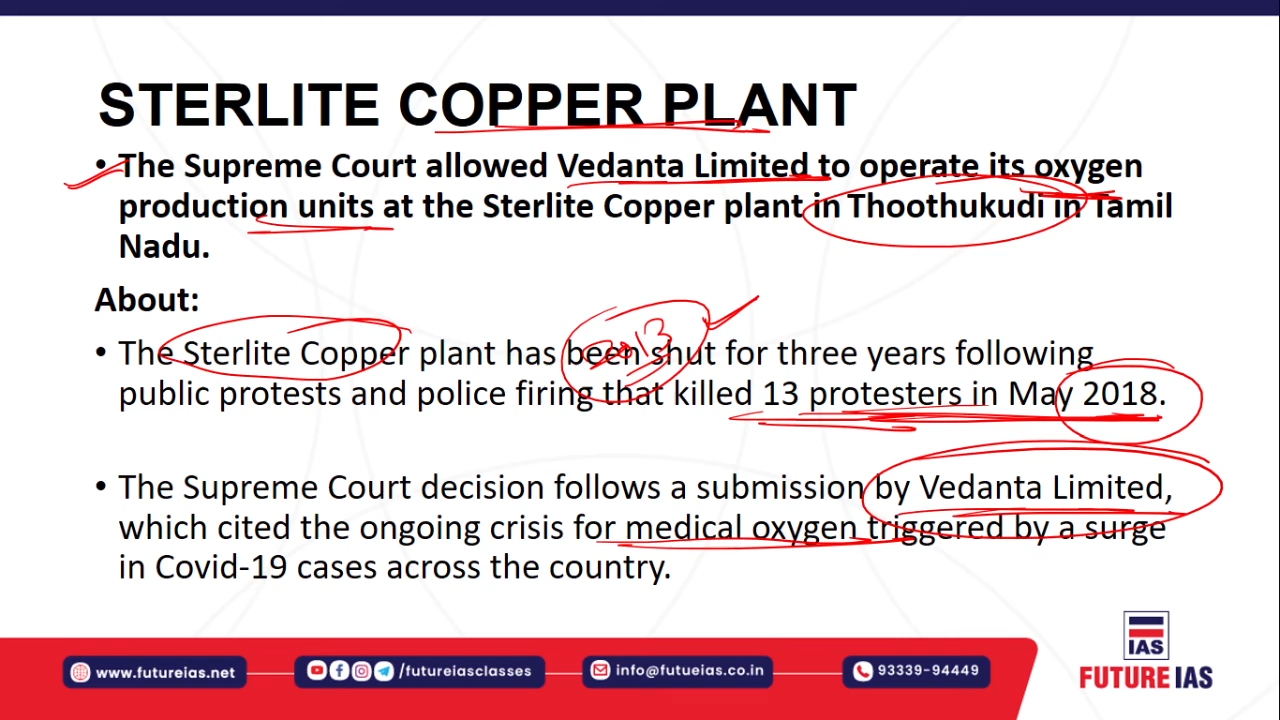 STERLITE COPPER PLANT
• The Supreme Court allowed Vedanta Limited to operate its oxygen
production units at the Sterlite Copper plant in Thoothukudi in Tamil
Nadu.
About:
• The Sterlite Copper plant has been shut for three years following
2013
public protests and police firing that killed 13 protesters in May 2018.
• The Supreme Court decision follows a submission by Vedanta Limited,
which cited the ongoing crisis for medical oxygen triggered by a surge
in Covid-19 cases across the country.
IAS
www.futureias.net
/futureiasclasses
info@futueias.co.in
93339-94449
FUTURE IAS